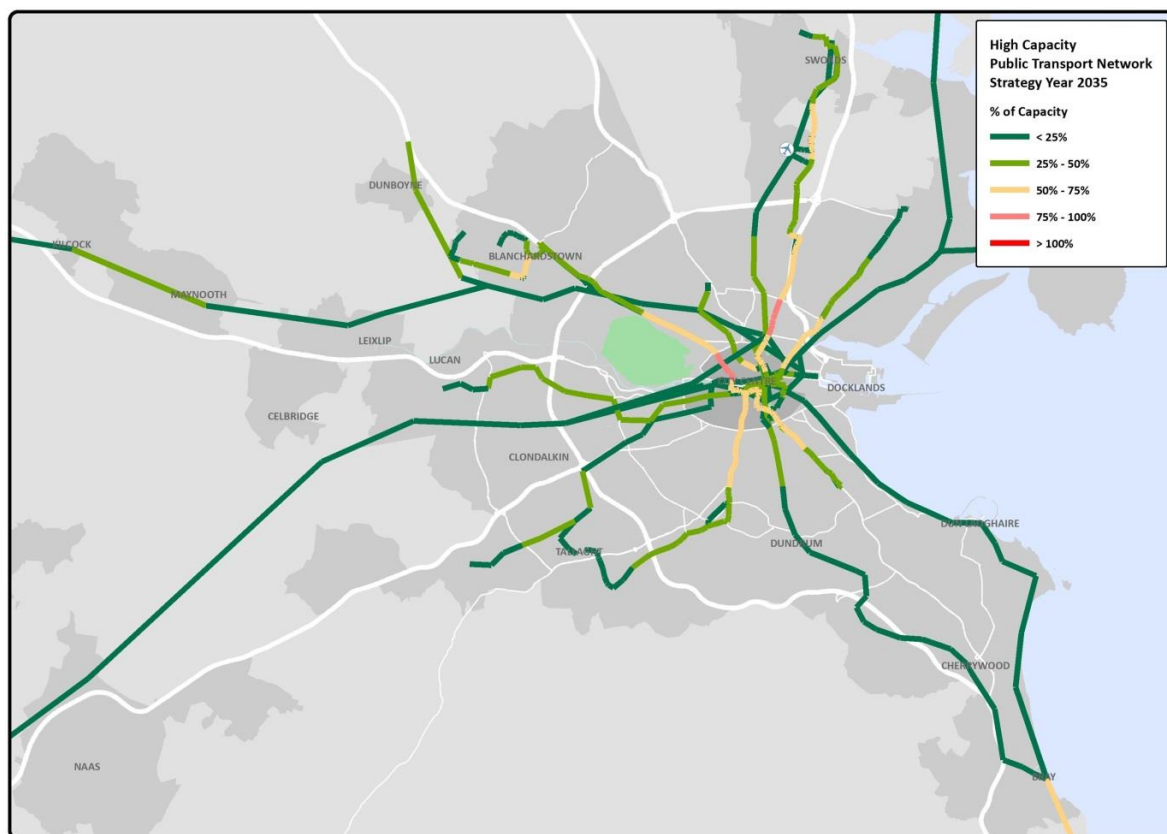 High Capacity
Public Transport Network
Strategy Year 2035
% of Capacity
< 25%
25% - 50%
50% - 75%
75% - 100%
> 100%
SWORDS
DUNBOYNE
KILCOCK
BLANCHARDSTOWN
MAYNOOTH
LEIXLIP
LUCAN
DOCKLANDS
CELBRIDGE
CLONDALKIN
DUN LAOGHAIRE
TALLAGHT
DUNDRUM
CHERRYWOOD
NAAS
BRAY